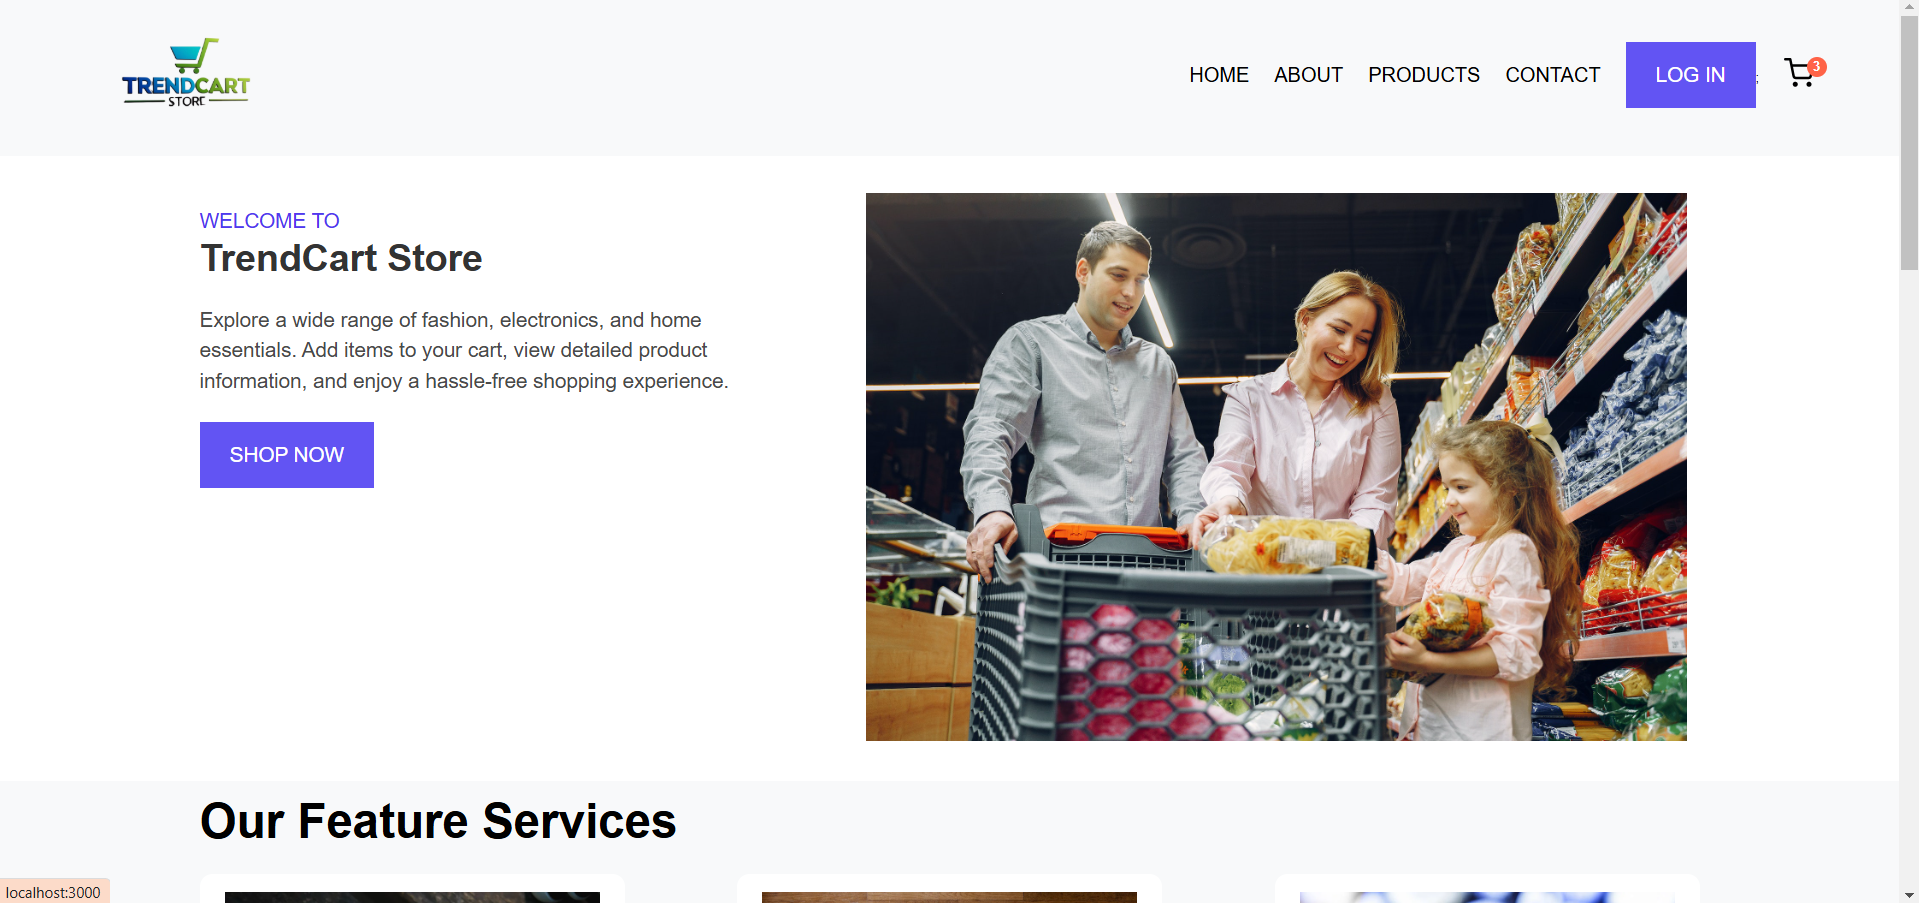 TRENDCART
STORE
HOME ABOUT PRODUCTS CONTACT LOG IN ; 3
WELCOME TO
TrendCart Store
Explore a wide range of fashion, electronics, and home
essentials. Add items to your cart, view detailed product
information, and enjoy a hassle-free shopping experience.
SHOP NOW
Our Feature Services
localhost:3000